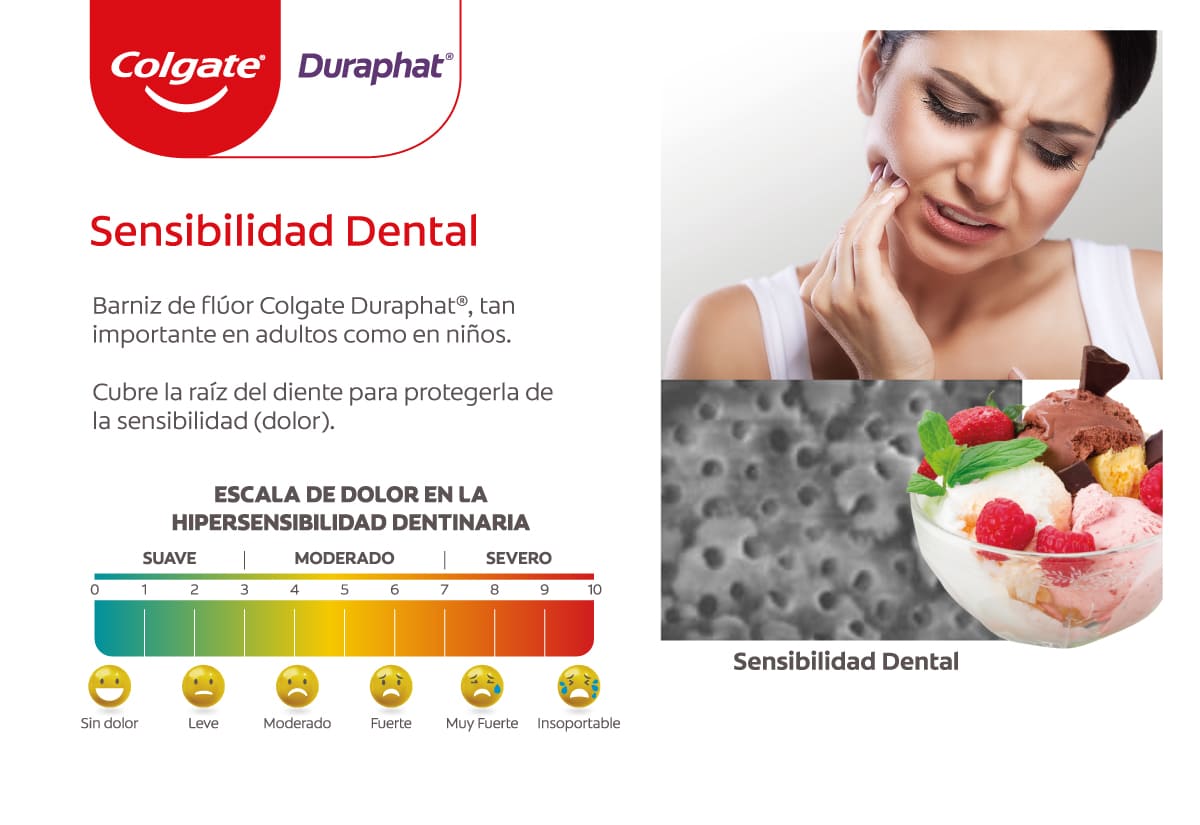 Colgate®
Duraphat®
Sensibilidad Dental
Barniz de flúor Colgate Duraphat®, tan
importante en adultos como en niños.
Cubre la raíz del diente para protegerla de
la sensibilidad (dolor).
ESCALA DE DOLOR EN LA
HIPERSENSIBILIDAD DENTINARIA
SUAVE | MODERADO | SEVERO
0 1 2 3 4 5 6 7 8 9 10
Sin dolor Leve Moderado Fuerte Muy Fuerte Insoportable
Sensibilidad Dental